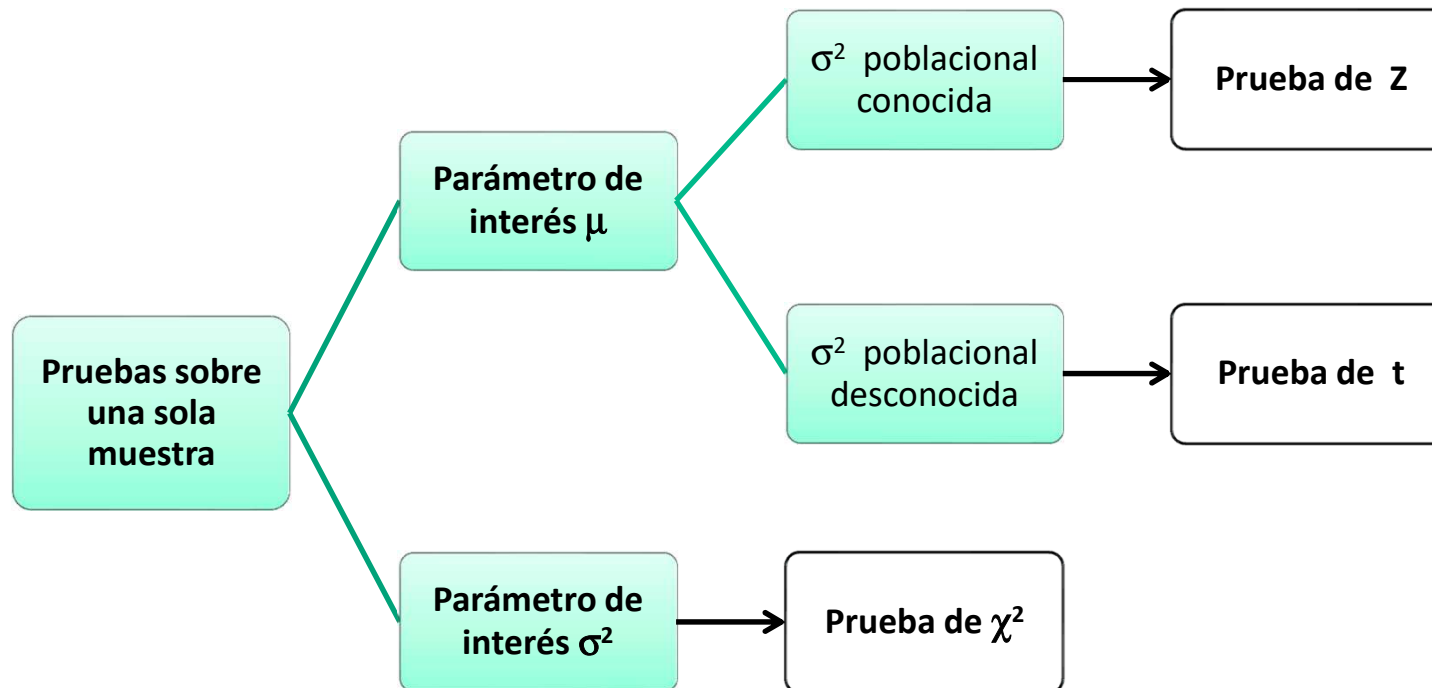 σ² poblacional
conocida
Prueba de Z
Parámetro de
interés μ
Pruebas sobre
una sola
muestra
σ² poblacional
desconocida
Prueba de t
Parámetro de
interés σ²
Prueba de χ²